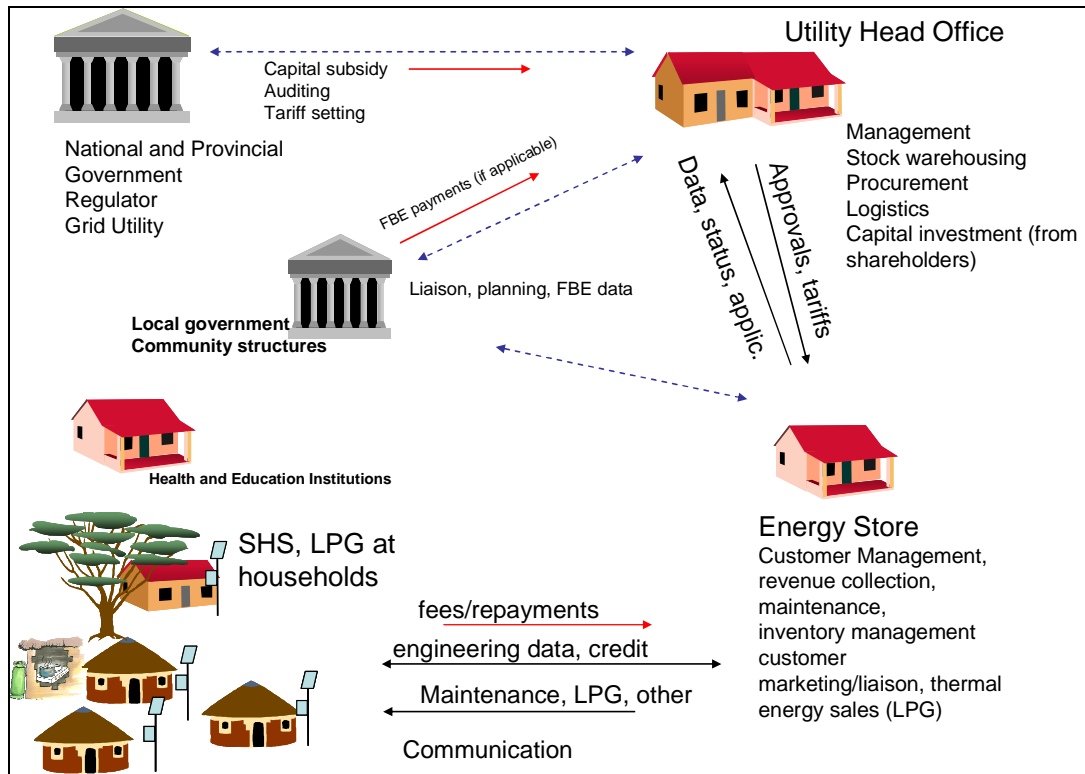 Utility Head Office
Capital subsidy
Auditing
Tariff setting
National and Provincial
Government
Regulator
Grid Utility
Management
Stock warehousing
Procurement
Logistics
Capital investment (from
shareholders)
FBE payments (if applicable)
Data, status, applic.
Approvals, tariffs
Liaison, planning, FBE data
Local government
Community structures
Health and Education Institutions
SHS, LPG at
households
Energy Store
Customer Management,
revenue collection,
maintenance,
inventory management
customer
marketing/liaison, thermal
energy sales (LPG)
fees/repayments
engineering data, credit
Maintenance, LPG, other
Communication